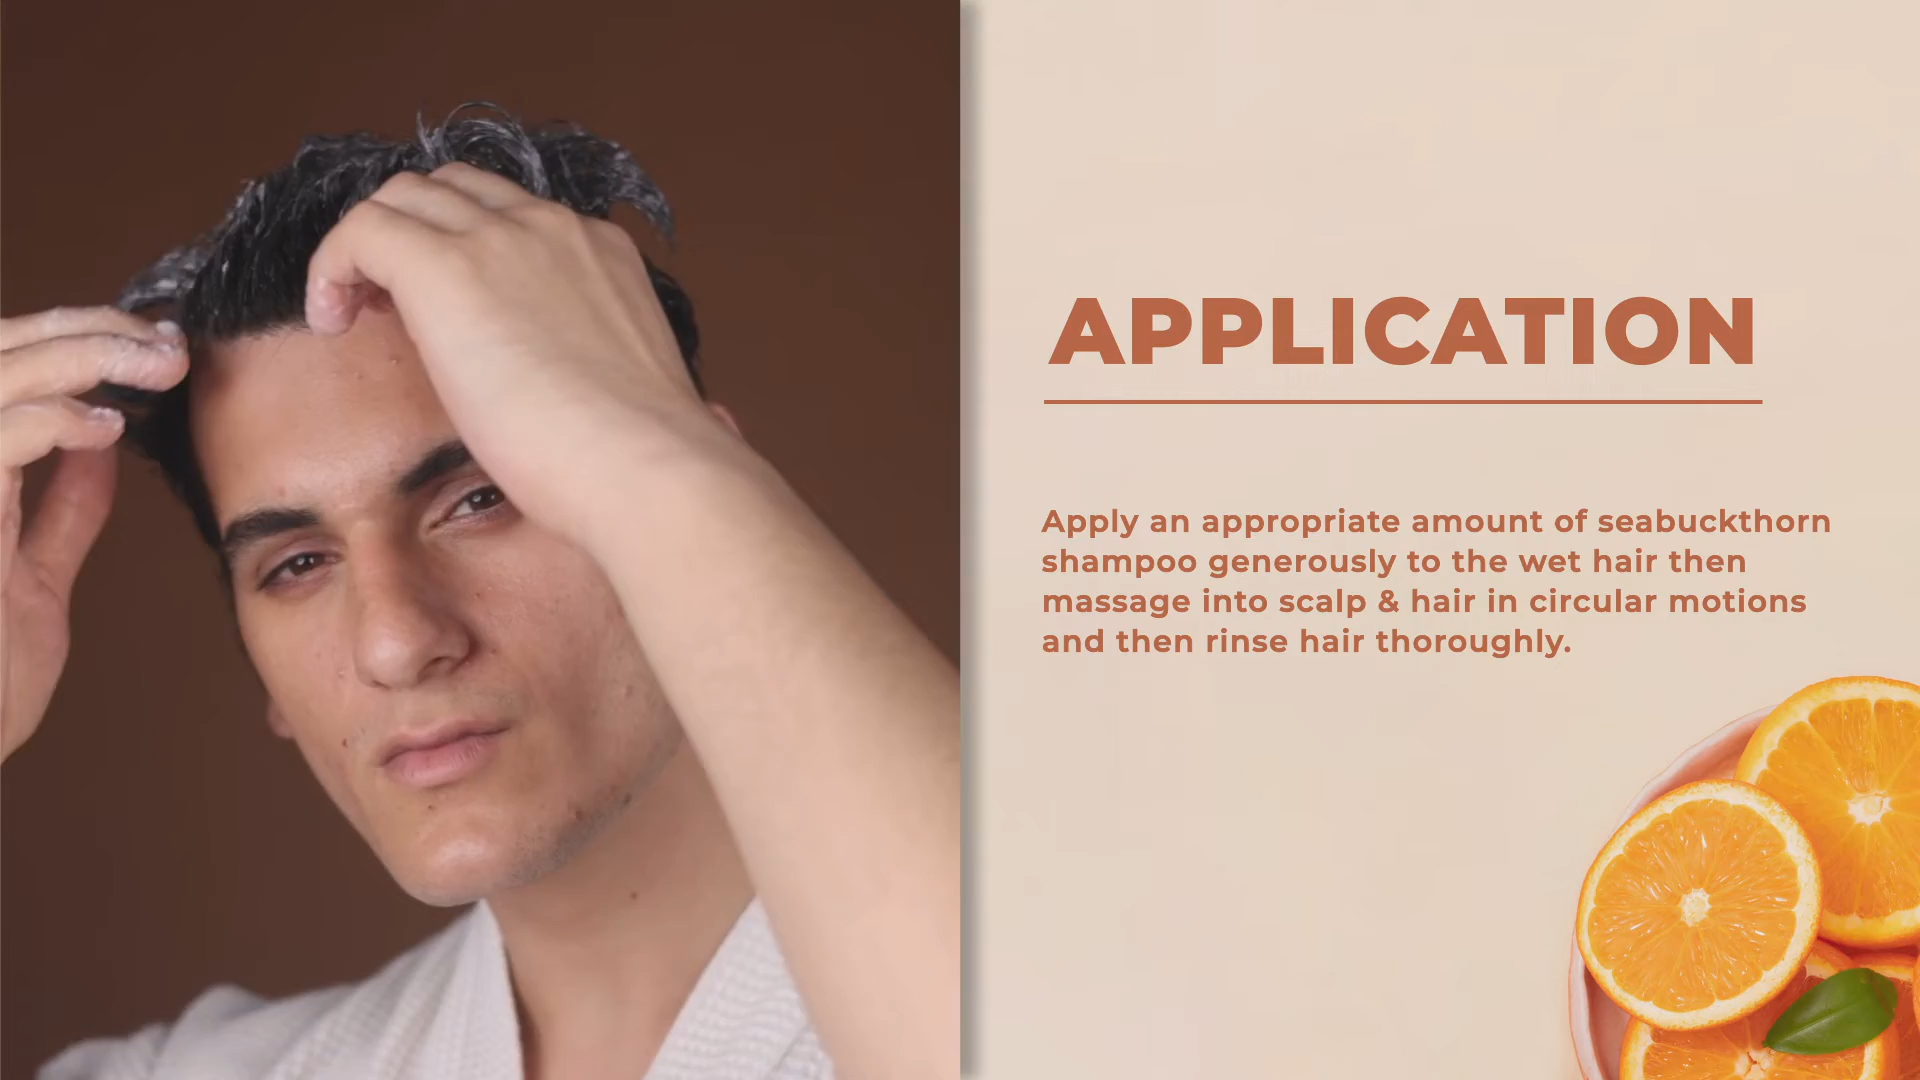 APPLICATION
Apply an appropriate amount of seabuckthorn
shampoo generously to the wet hair then
massage into scalp & hair in circular motions
and then rinse hair thoroughly.